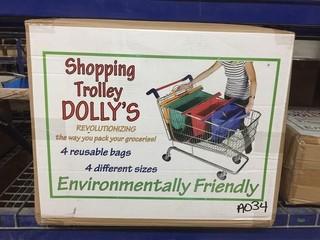 Shopping
Trolley
DOLLY'S
REVOLUTIONIZING
the way you pack your groceries!
4 reusable bags
4 different sizes
Environmentally Friendly
A034